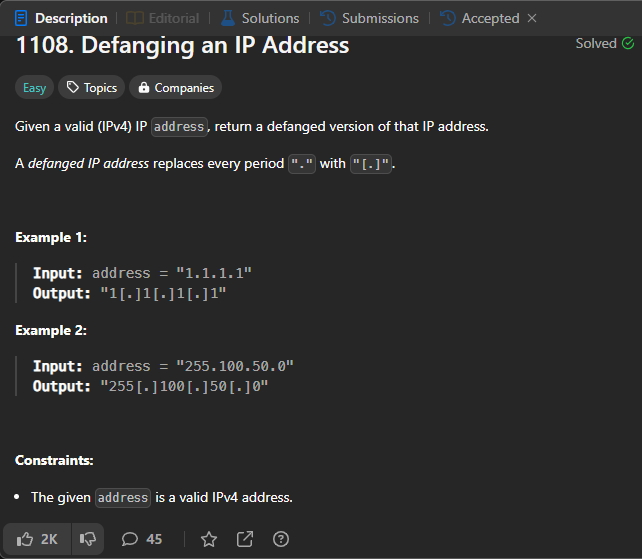 Description | Editorial | Solutions | Submissions | Accepted ×
1108. Defanging an IP Address
Solved
Easy Topics Companies
Given a valid (IPv4) IP address, return a defanged version of that IP address.
A defanged IP address replaces every period "." with "[.]".
Example 1:
Input: address = "1.1.1.1"
Output: "1[.]1[.]1[.]1"
Example 2:
Input: address = "255.100.50.0"
Output: "255[.]100[.]50[.]0"
Constraints:
• The given address is a valid IPv4 address.
2K 45